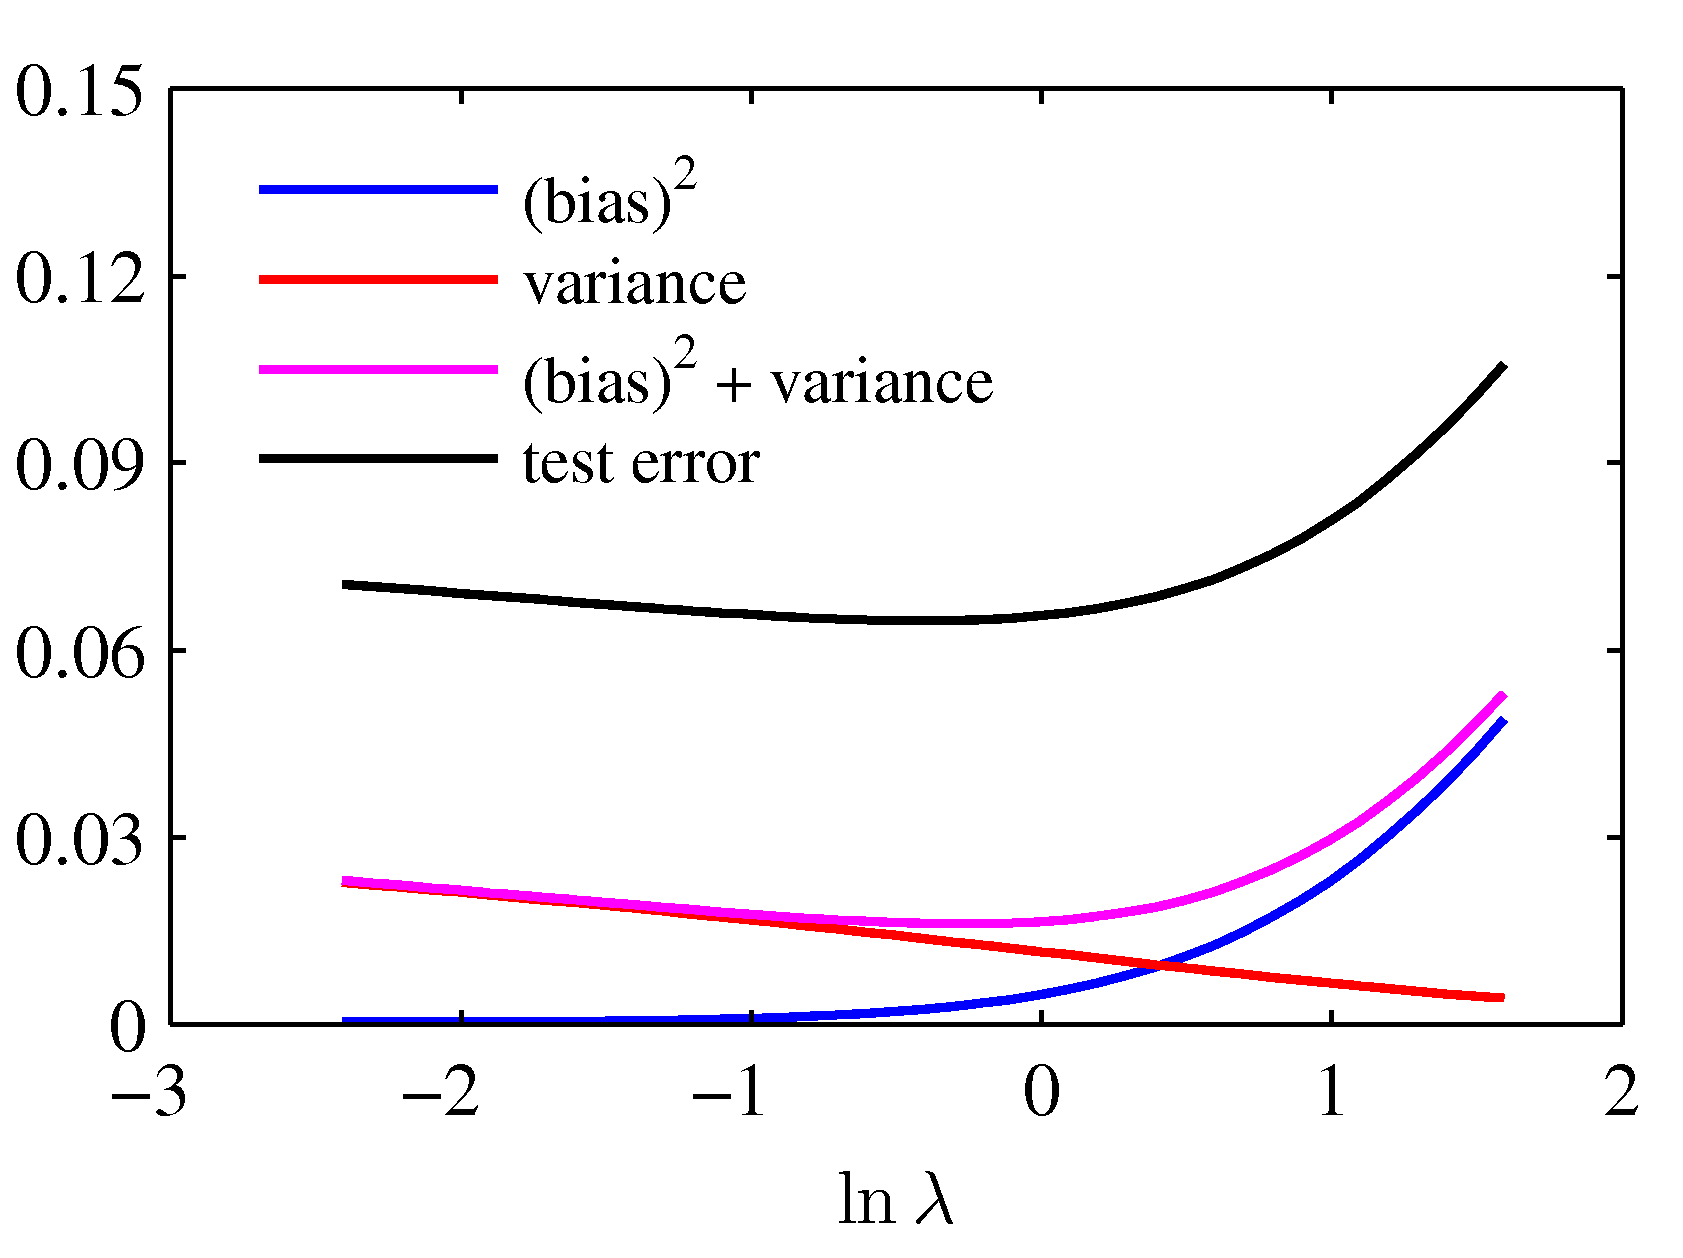 0.15
(bias)²
0.12
variance
(bias)² + variance
0.09
test error
0.06
0.03
0
−3 −2 −1 0 1 2
ln λ